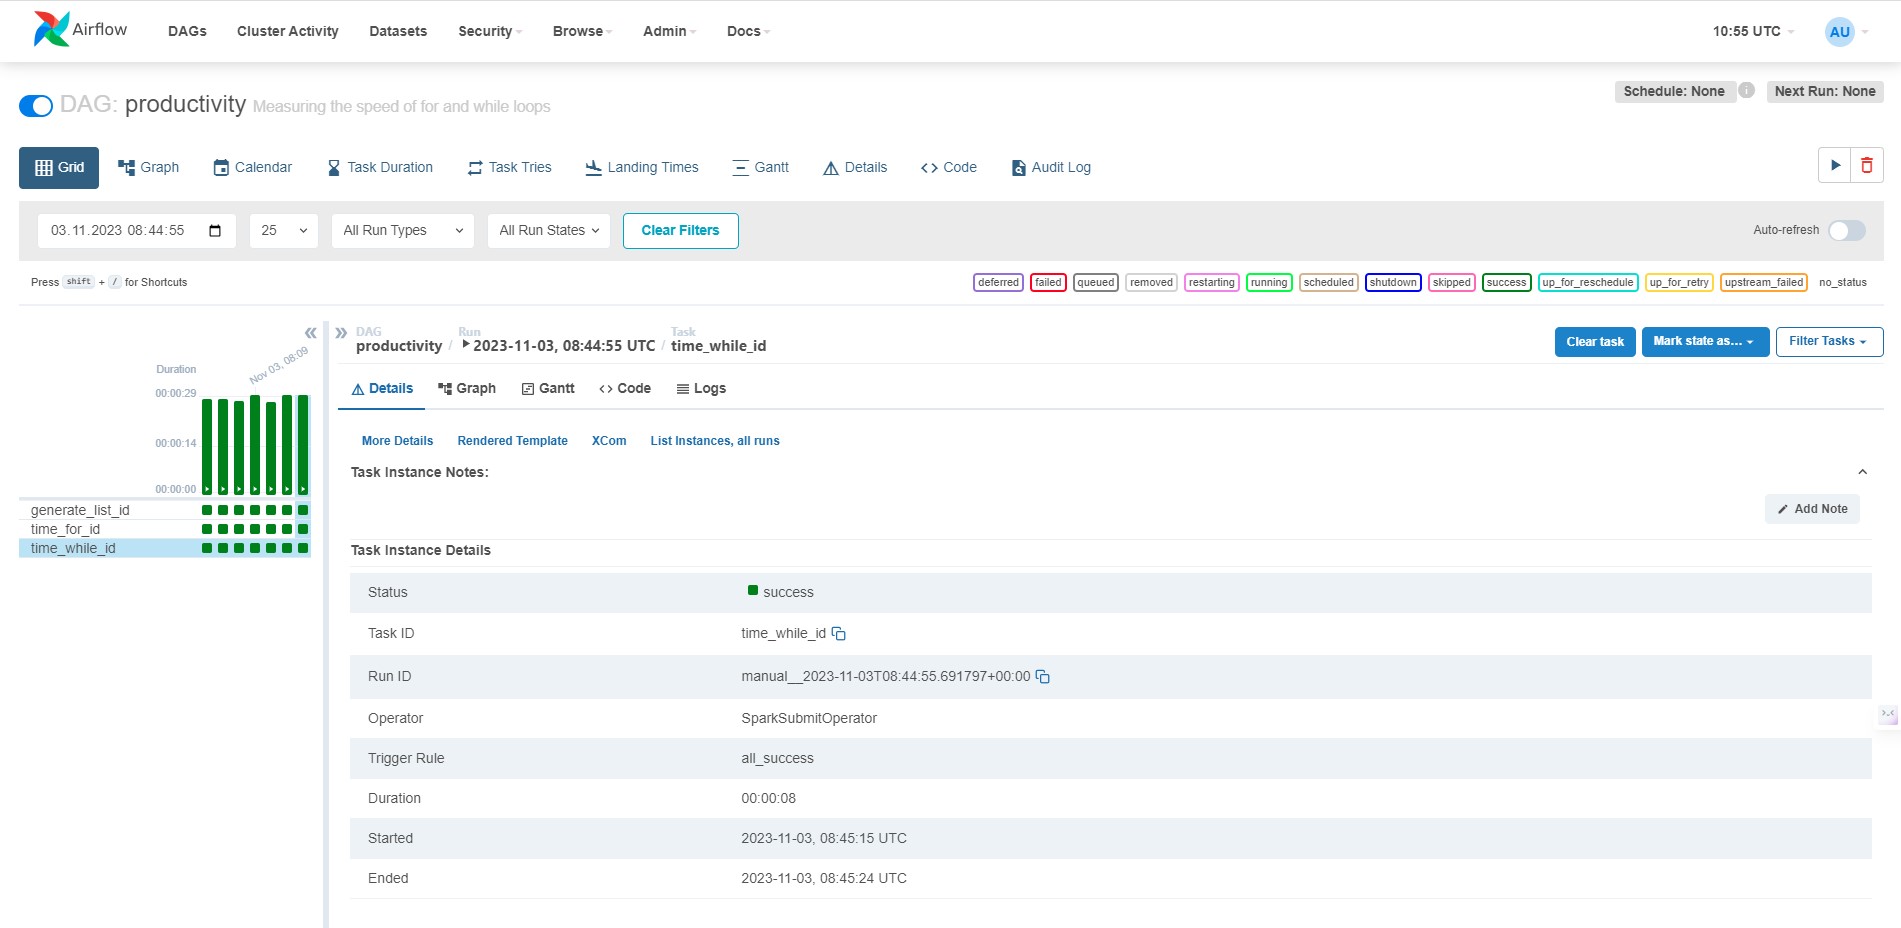 Airflow DAGs Cluster Activity Datasets Security Browse Admin Docs 10:55 UTC AU
DAG: productivity Measuring the speed of for and while loops
Schedule: None i Next Run: None
Grid Graph Calendar Task Duration Task Tries Landing Times Gantt Details Code Audit Log
03.11.2023 08:44:55 25 All Run Types All Run States Clear Filters Auto-refresh
Press shift + / for Shortcuts
deferred failed queued removed restarting running scheduled shutdown skipped success up_for_reschedule up_for_retry upstream_failed no_status
Duration
Nov 03, 08:09
00:00:29
00:00:14
00:00:00
generate_list_id
time_for_id
time_while_id
DAG Run Task
productivity / 2023-11-03, 08:44:55 UTC / time_while_id
Clear task Mark state as... Filter Tasks
Details Graph Gantt Code Logs
More Details Rendered Template XCom List Instances, all runs
Task Instance Notes:
Add Note
Task Instance Details
Status success
Task ID time_while_id
Run ID manual__2023-11-03T08:44:55.691797+00:00
Operator SparkSubmitOperator
Trigger Rule all_success
Duration 00:00:08
Started 2023-11-03, 08:45:15 UTC
Ended 2023-11-03, 08:45:24 UTC